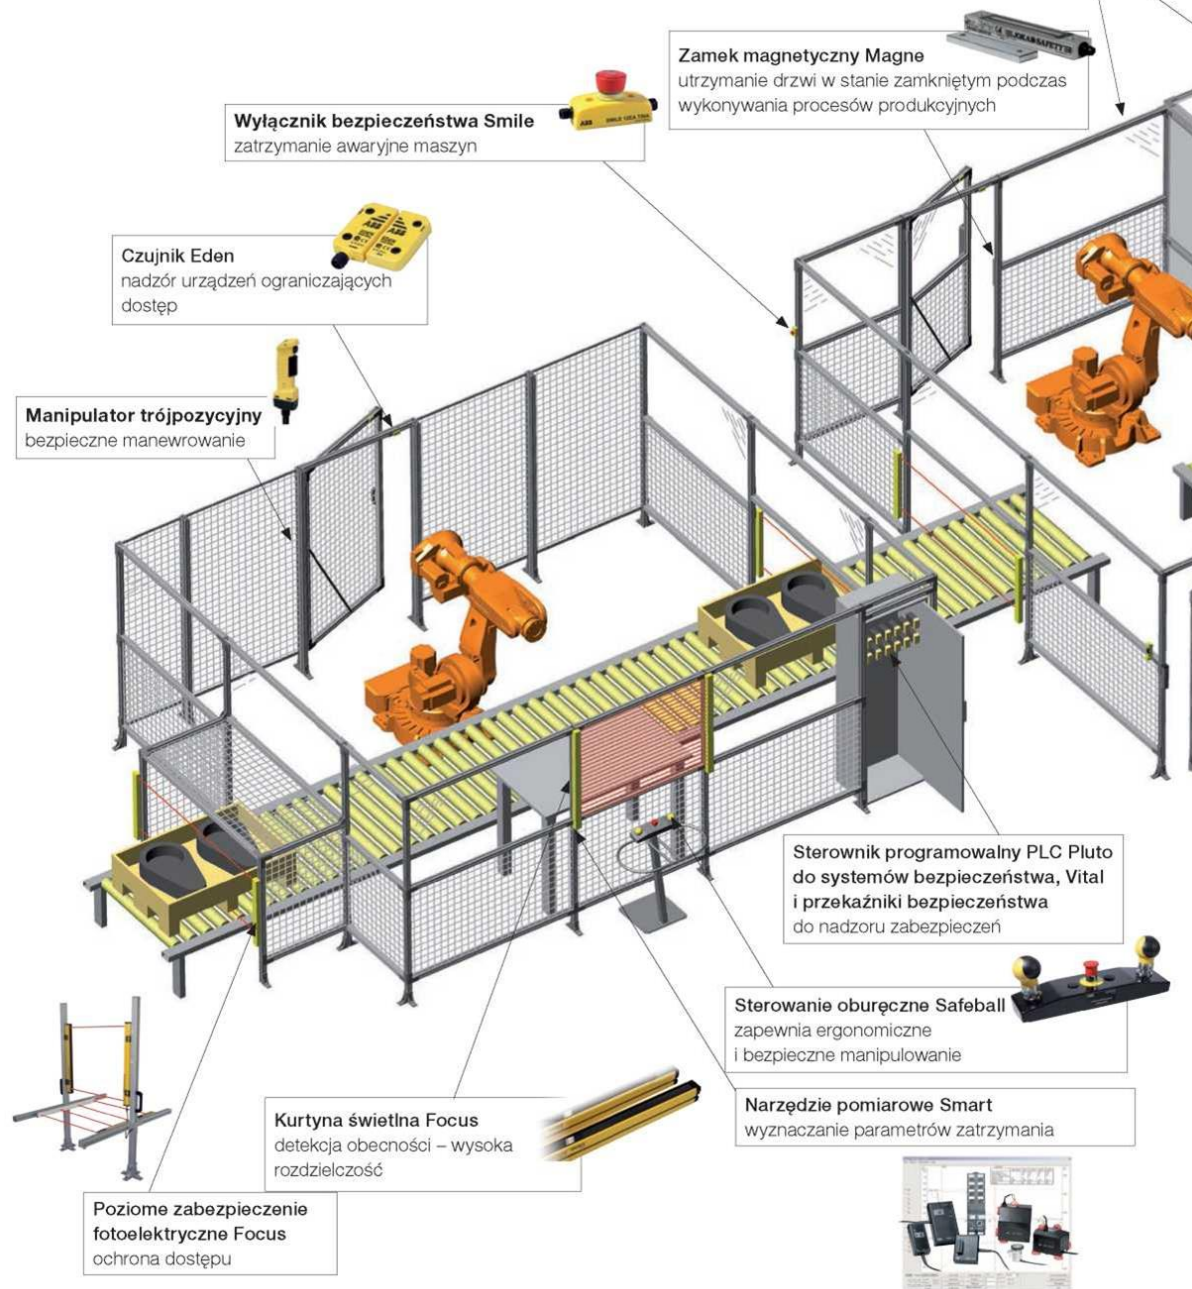 Zamek magnetyczny Magne
utrzymanie drzwi w stanie zamkniętym podczas
wykonywania procesów produkcyjnych
Wyłącznik bezpieczeństwa Smile
zatrzymanie awaryjne maszyn
ABB
Czujnik Eden
nadzór urządzeń ograniczających
dostęp
ABB
ABB
Manipulator trójpozycyjny
bezpieczne manewrowanie
Sterownik programowalny PLC Pluto
do systemów bezpieczeństwa, Vital
i przekaźniki bezpieczeństwa
do nadzoru zabezpieczeń
Sterowanie oburęczne Safeball
zapewnia ergonomiczne
i bezpieczne manipulowanie
Narzędzie pomiarowe Smart
wyznaczanie parametrów zatrzymania
Kurtyna świetlna Focus
detekcja obecności – wysoka
rozdzielczość
Poziome zabezpieczenie
fotoelektryczne Focus
ochrona dostępu